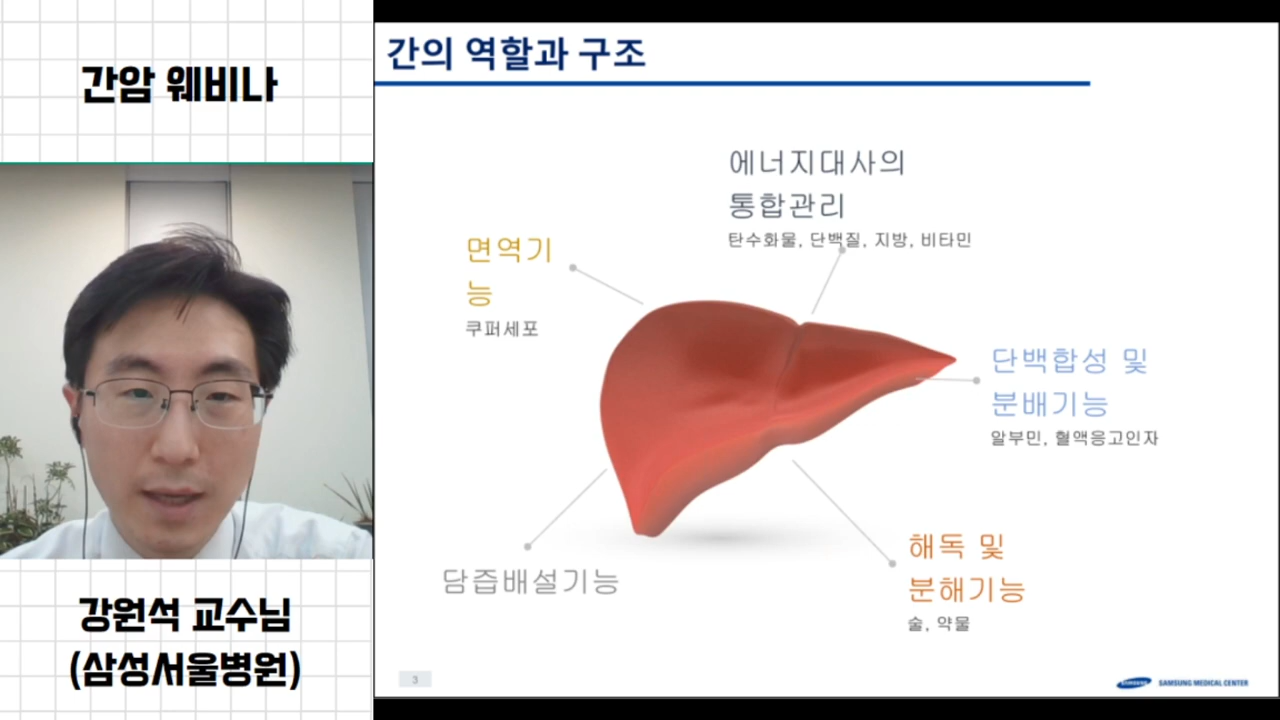 간암 웨비나
강원석 교수님
(삼성서울병원)
간의 역할과 구조
에너지대사의
통합관리
탄수화물, 단백질, 지방, 비타민
면역기
능
쿠퍼세포
단백합성 및
분배기능
알부민, 혈액응고인자
담즙배설기능
해독 및
분해기능
술, 약물
3
SAMSUNG SAMSUNG MEDICAL CENTER